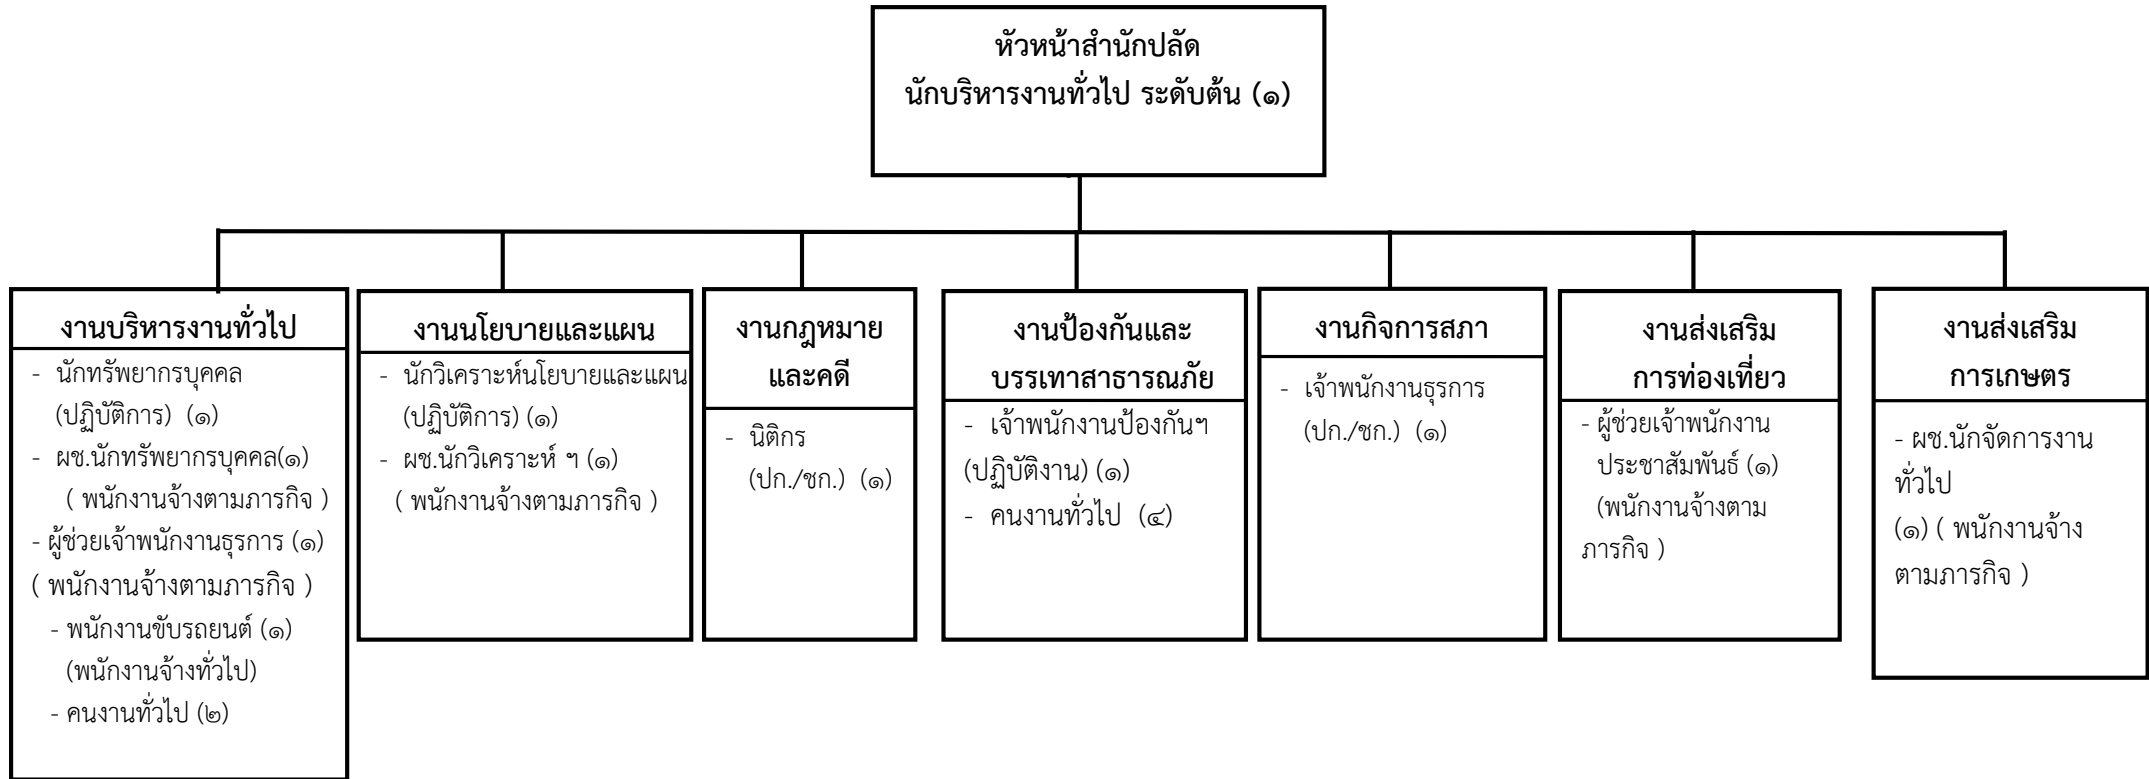 หัวหน้าสำนักปลัด
นักบริหารงานทั่วไป ระดับต้น (๑)
งานบริหารงานทั่วไป
- นักทรัพยากรบุคคล
(ปฏิบัติการ) (๑)
- ผช.นักทรัพยากรบุคคล(๑)
( พนักงานจ้างตามภารกิจ )
- ผู้ช่วยเจ้าพนักงานธุรการ (๑)
( พนักงานจ้างตามภารกิจ )
- พนักงานขับรถยนต์ (๑)
(พนักงานจ้างทั่วไป)
- คนงานทั่วไป (๒)
งานนโยบายและแผน
- นักวิเคราะห์นโยบายและแผน
(ปฏิบัติการ) (๑)
- ผช.นักวิเคราะห์ ฯ (๑)
( พนักงานจ้างตามภารกิจ )
งานกฎหมาย
และคดี
- นิติกร
(ปก./ชก.) (๑)
งานป้องกันและ
บรรเทาสาธารณภัย
- เจ้าพนักงานป้องกันฯ
(ปฏิบัติงาน) (๑)
- คนงานทั่วไป (๔)
งานกิจการสภา
- เจ้าพนักงานธุรการ
(ปก./ชก.) (๑)
งานส่งเสริม
การท่องเที่ยว
- ผู้ช่วยเจ้าพนักงาน
ประชาสัมพันธ์ (๑)
(พนักงานจ้างตาม
ภารกิจ )
งานส่งเสริม
การเกษตร
- ผช.นักจัดการงาน
ทั่วไป
(๑) ( พนักงานจ้าง
ตามภารกิจ )